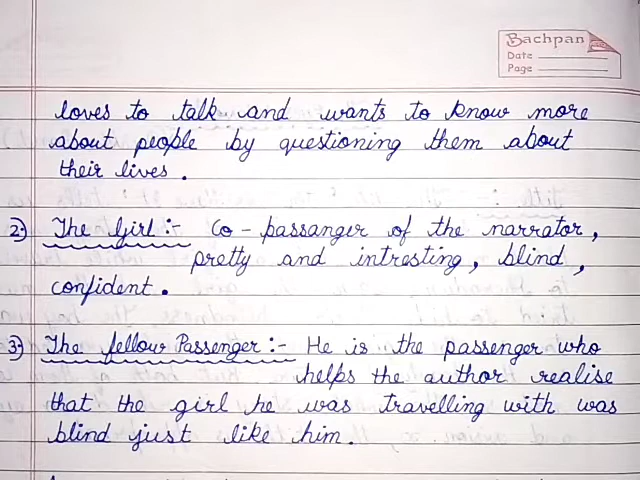 Bachpan
Date
Page
loves to talk and wants to know more
about people by questioning them about
their lives.
2) The Girl :- Co-passanger of the narrator,
pretty and intresting, blind,
confident.
3) The fellow Passenger :- He is the passenger who
helps the author realise
that the girl he was travelling with was
blind just like him.